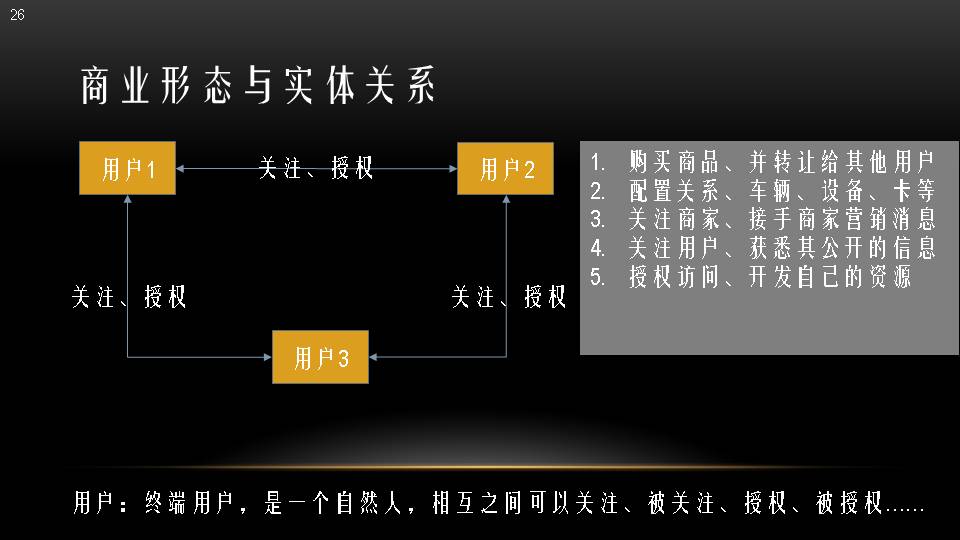 26
商业形态与实体关系
用户1
关注、授权
用户2
关注、授权
关注、授权
用户3
1. 购买商品、并转让给其他用户
2. 配置关系、车辆、设备、卡等
3. 关注商家、接手商家营销消息
4. 关注用户、获悉其公开的信息
5. 授权访问、开发自己的资源
用户：终端用户，是一个自然人，相互之间可以关注、被关注、授权、被授权……